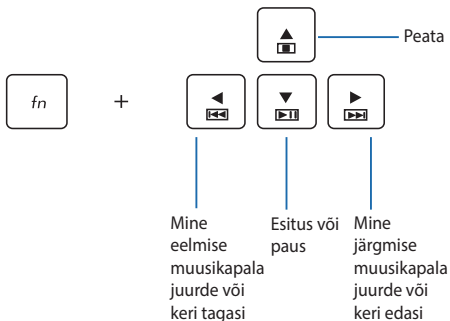 Peata
fn +
Mine
eelmise
muusikapala
juurde või
keri tagasi
Esitus või
paus
Mine
järgmise
muusikapala
juurde või
keri edasi